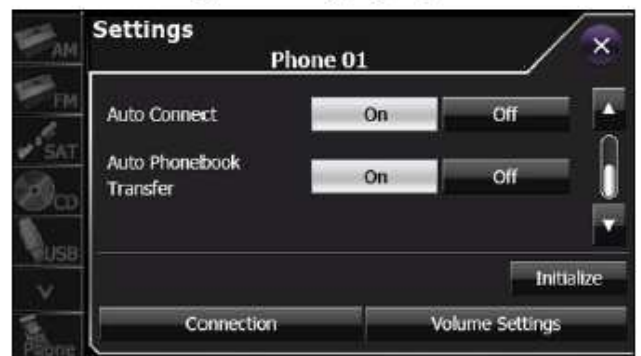 AM
FM
SAT
CD
USB
Phone
Settings
Phone 01
Auto Connect On Off
Auto Phonebook
Transfer On Off
Initialize
Connection Volume Settings